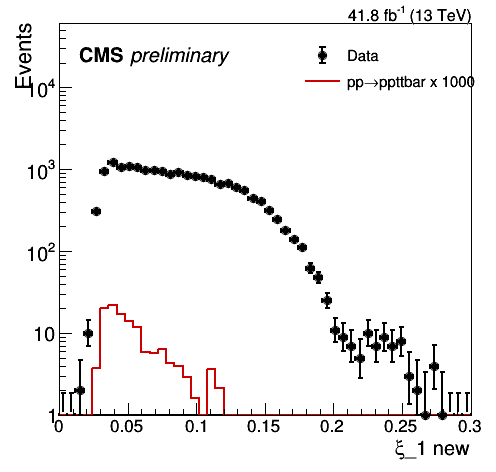 41.8 fb⁻¹ (13 TeV)
Events
CMS preliminary
Data
pp→ppttbar x 1000
10⁴
10³
10²
10
1
0 0.05 0.1 0.15 0.2 0.25 0.3
ξ_1 new